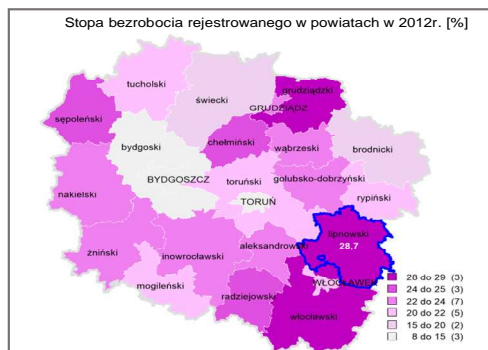 Stopa bezrobocia rejestrowanego w powiatach w 2012r. [%]
tucholski
grudziądzki
świecki
GRUDZIĄDZ
sępoleński
chełmiński
wąbrzeski
brodnicki
bydgoski
BYDGOSZCZ
toruński
golubsko-dobrzyński
nakielski
TORUŃ
rypiński
lipnowski
28,7
żniński
inowrocławski
aleksandrowski
WŁOCŁAWEK
mogileński
radziejowski
włocławski
26 do 29 (3)
24 do 25 (3)
22 do 24 (7)
20 do 22 (5)
15 do 20 (2)
8 do 15 (3)